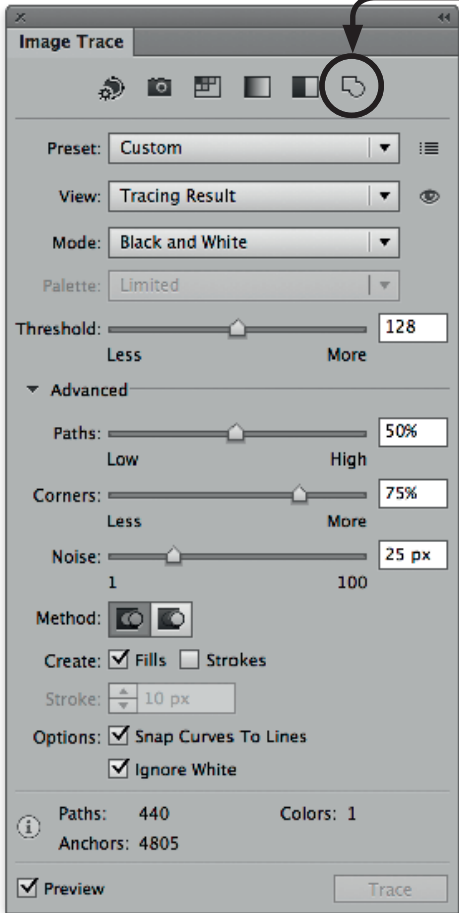 Image Trace
Preset: Custom
View: Tracing Result
Mode: Black and White
Palette: Limited
Threshold: 128
Less More
Advanced
Paths: 50%
Low High
Corners: 75%
Less More
Noise: 25 px
1 100
Method:
Create: Fills Strokes
Stroke: 10 px
Options: Snap Curves To Lines
Ignore White
Paths: 440 Colors: 1
Anchors: 4805
Preview Trace